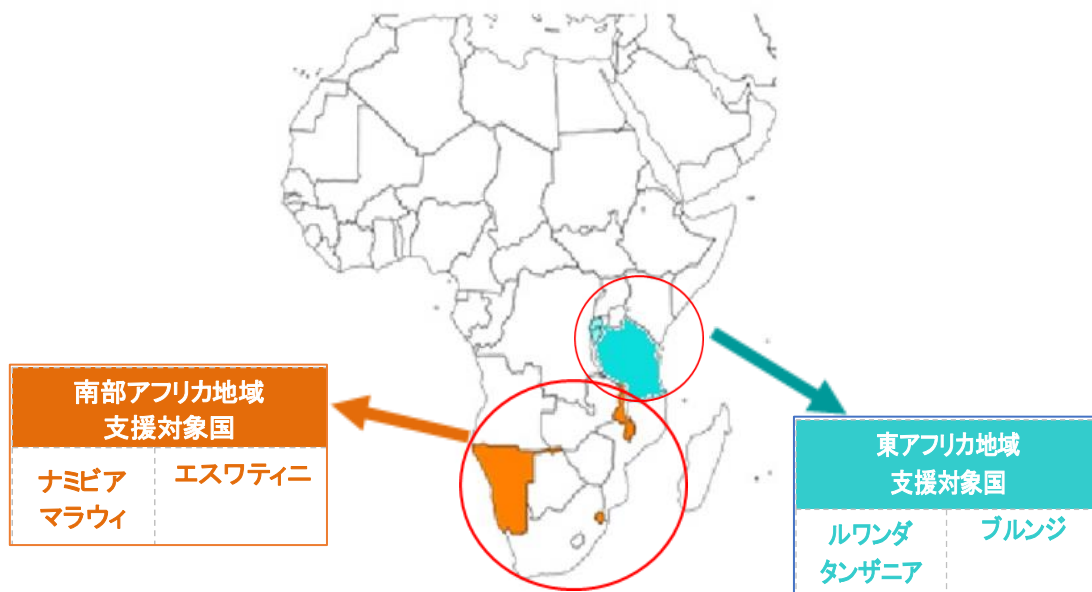 南部アフリカ地域
支援対象国
ナミビア
マラウィ
エスワティニ
東アフリカ地域
支援対象国
ルワンダ
タンザニア
ブルンジ